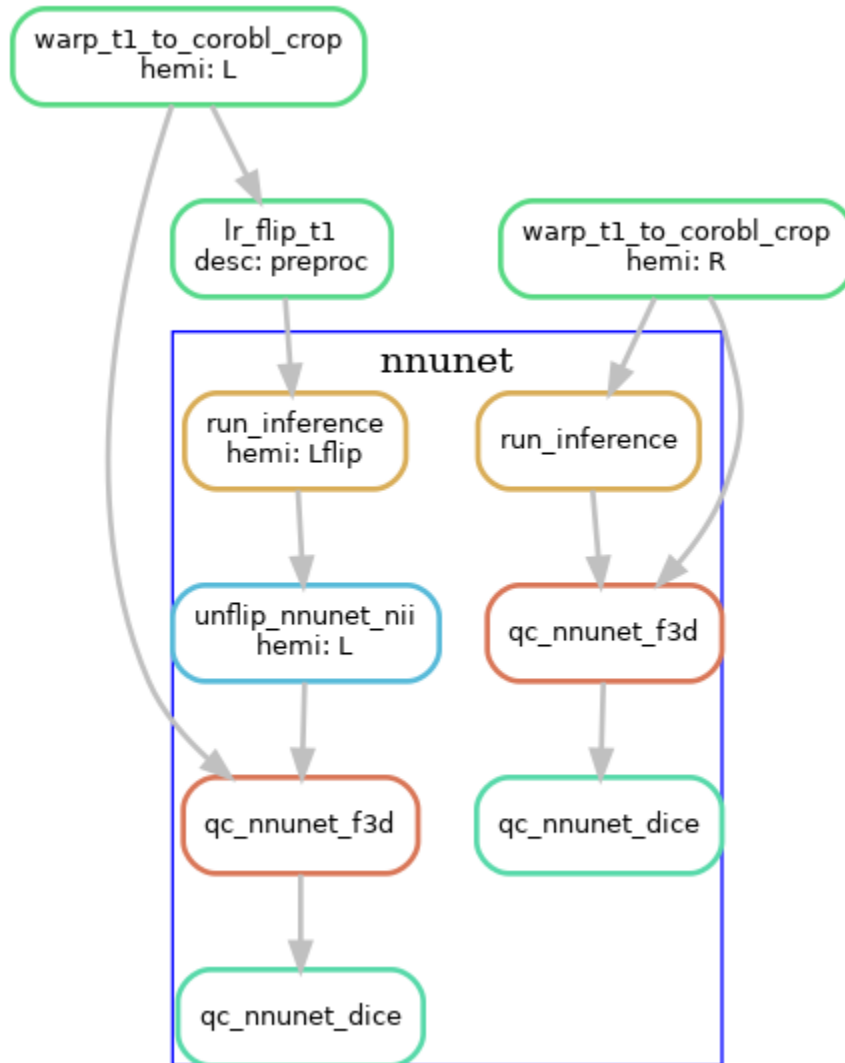 warp_t1_to_corobl_crop
hemi: L
lr_flip_t1
desc: preproc
warp_t1_to_corobl_crop
hemi: R
nnunet
run_inference
hemi: Lflip
run_inference
unflip_nnunet_nii
hemi: L
qc_nnunet_f3d
qc_nnunet_f3d
qc_nnunet_dice
qc_nnunet_dice